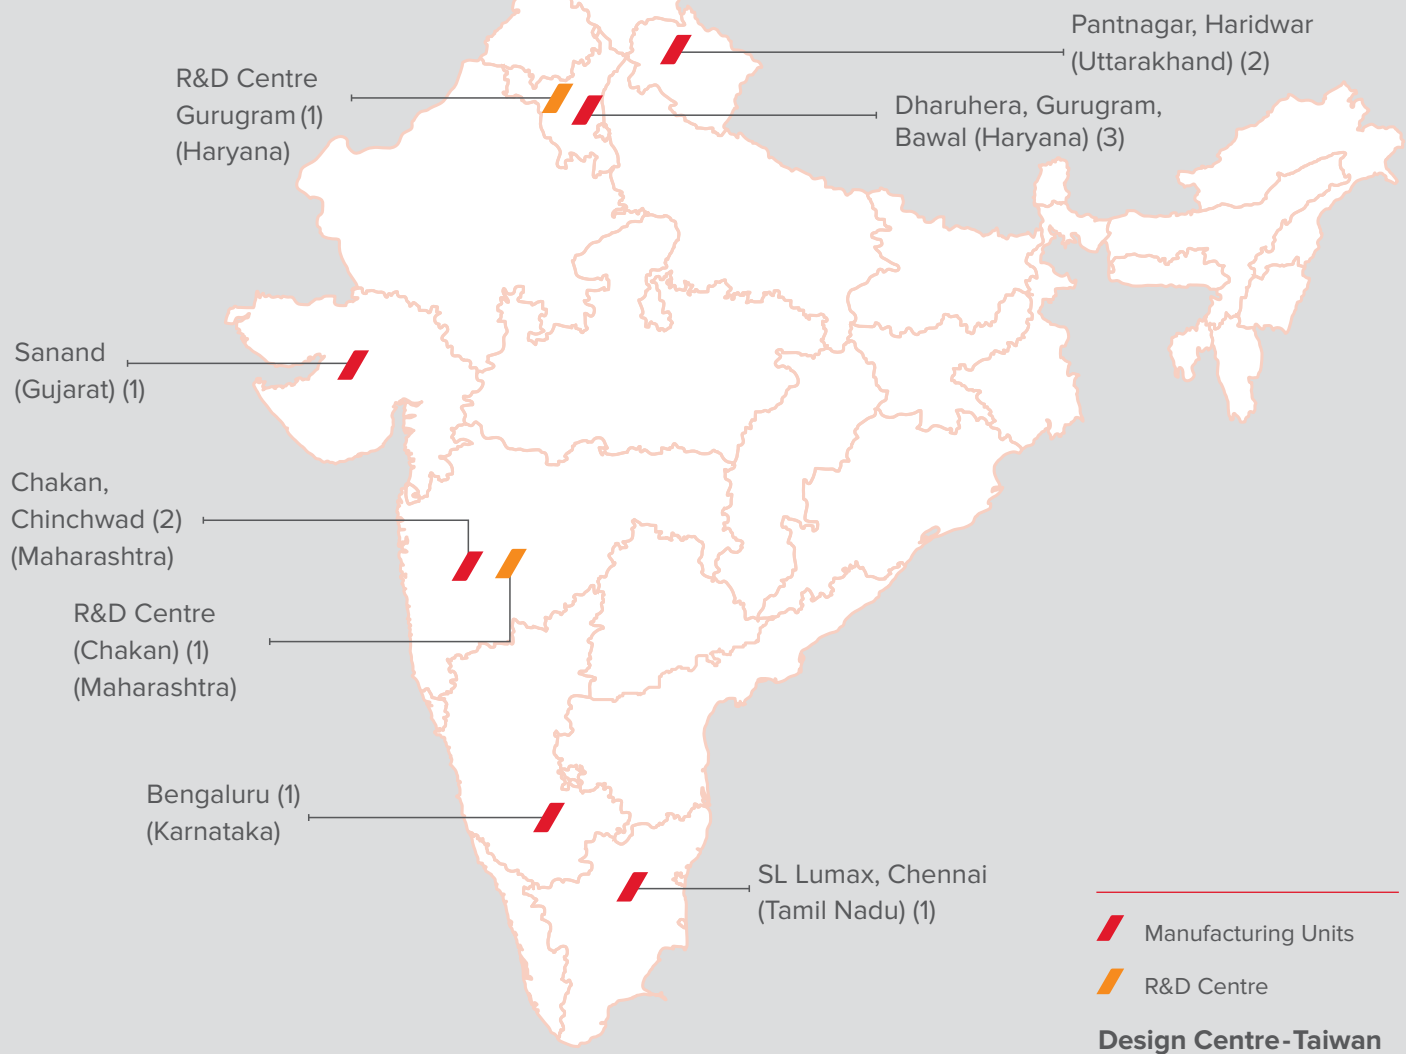 Pantnagar, Haridwar
(Uttarakhand) (2)
R&D Centre
Gurugram (1)
(Haryana)
Dharuhera, Gurugram,
Bawal (Haryana) (3)
Sanand
(Gujarat) (1)
Chakan,
Chinchwad (2)
(Maharashtra)
R&D Centre
(Chakan) (1)
(Maharashtra)
Bengaluru (1)
(Karnataka)
SL Lumax, Chennai
(Tamil Nadu) (1)
Manufacturing Units
R&D Centre
Design Centre-Taiwan